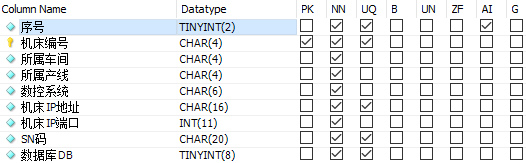 Column Name Datatype PK NN UQ B UN ZF AI G
序号 TINYINT(2)
机床编号 CHAR(4)
所属车间 CHAR(4)
所属产线 CHAR(4)
数控系统 CHAR(6)
机床IP地址 CHAR(16)
机床IP端口 INT(11)
SN码 CHAR(20)
数据库DB TINYINT(8)